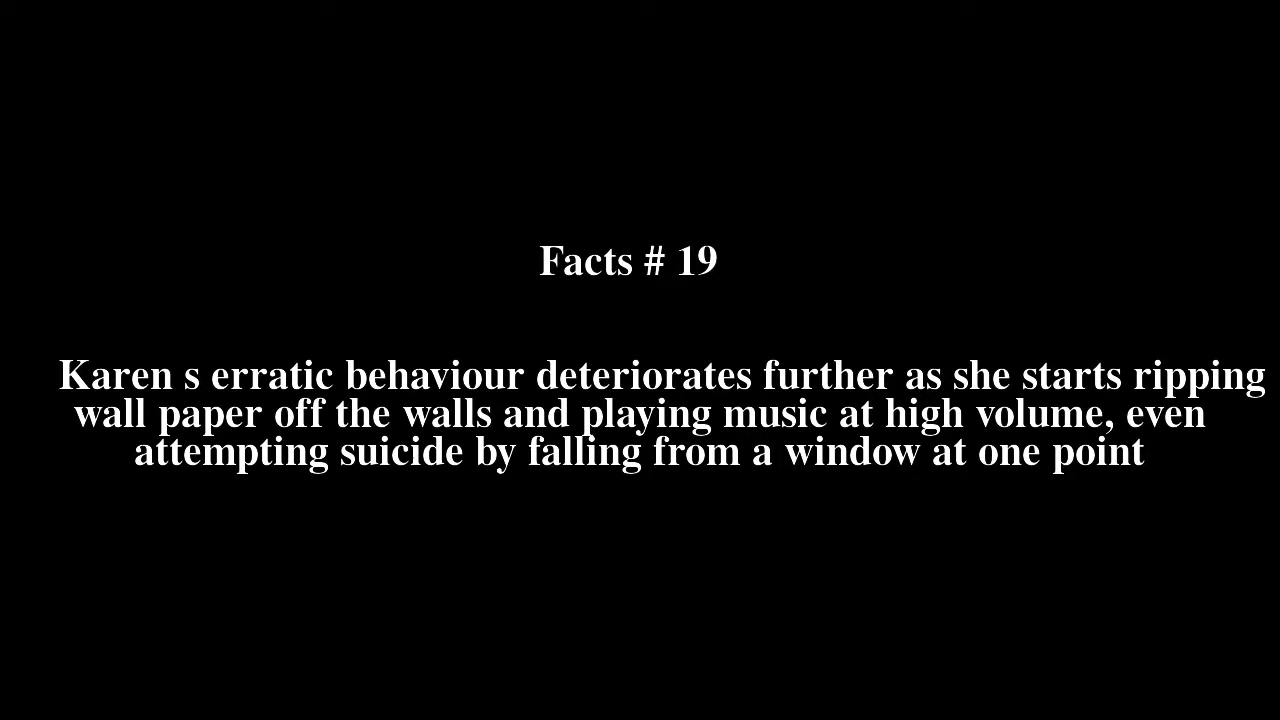 Facts # 19
Karen s erratic behaviour deteriorates further as she starts ripping
wall paper off the walls and playing music at high volume, even
attempting suicide by falling from a window at one point